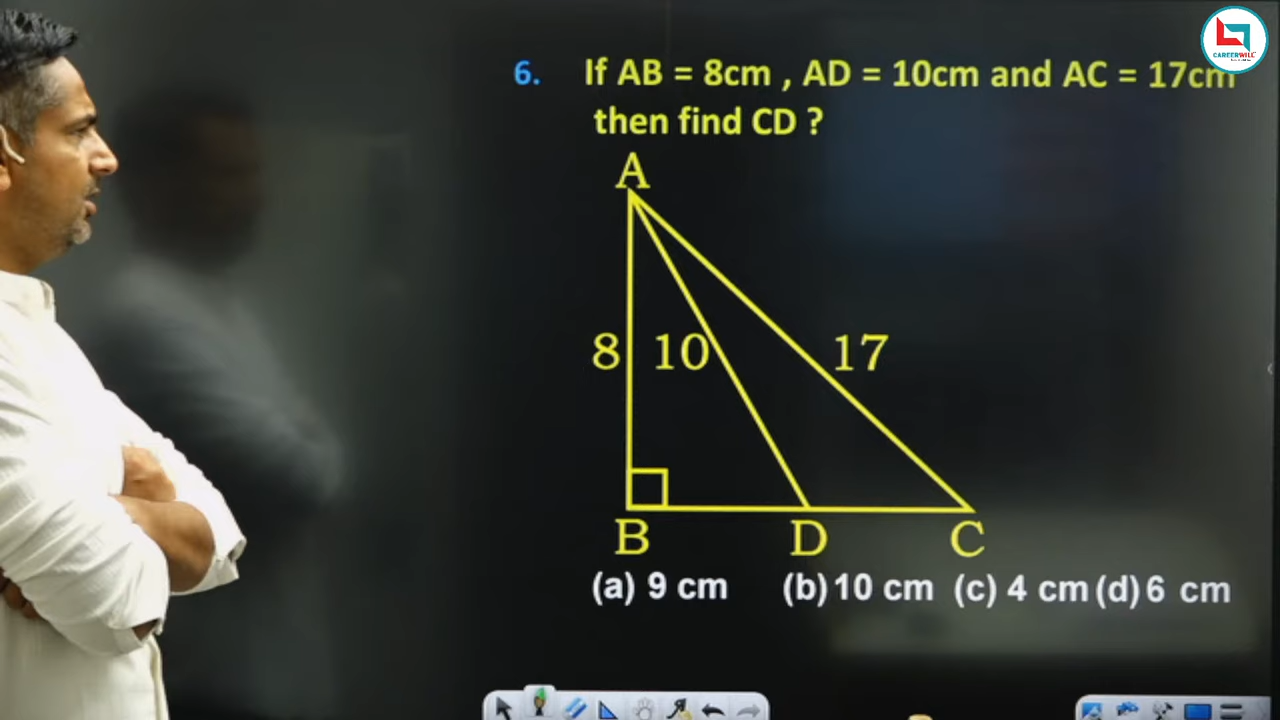 6. If AB = 8cm , AD = 10cm and AC = 17cm
then find CD ?
CAREERWILL
A
8 10 17
B D C
(a) 9 cm (b) 10 cm (c) 4 cm (d) 6 cm